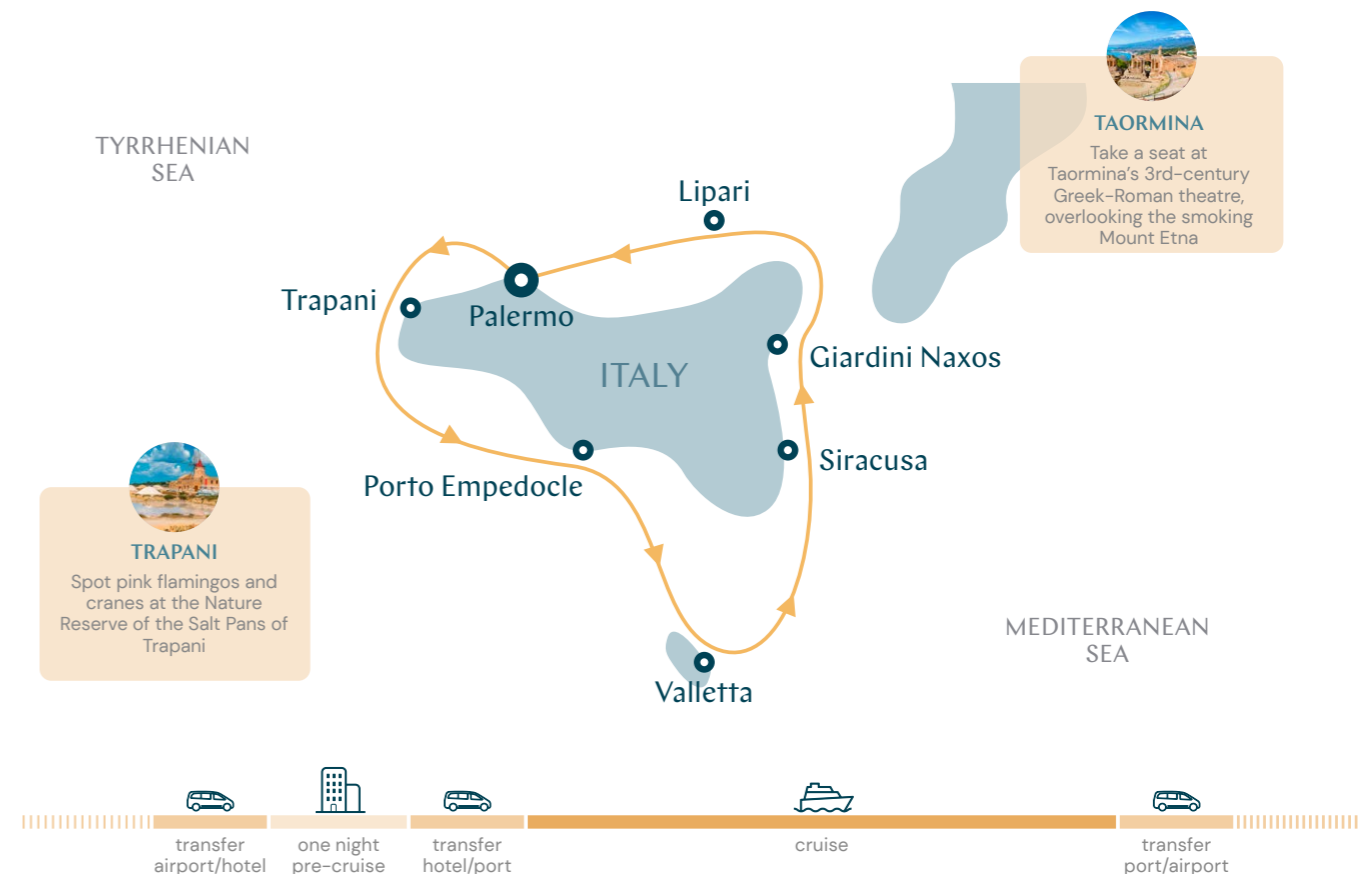 TYRRHENIAN
SEA
TAORMINA
Take a seat at
Taormina’s 3rd-century
Greek-Roman theatre,
overlooking the smoking
Mount Etna
Lipari
Trapani
Palermo
ITALY
Giardini Naxos
Siracusa
Porto Empedocle
TRAPANI
Spot pink flamingos and
cranes at the Nature
Reserve of the Salt Pans of
Trapani
MEDITERRANEAN
SEA
Valletta
transfer
airport/hotel
one night
pre-cruise
transfer
hotel/port
cruise
transfer
port/airport